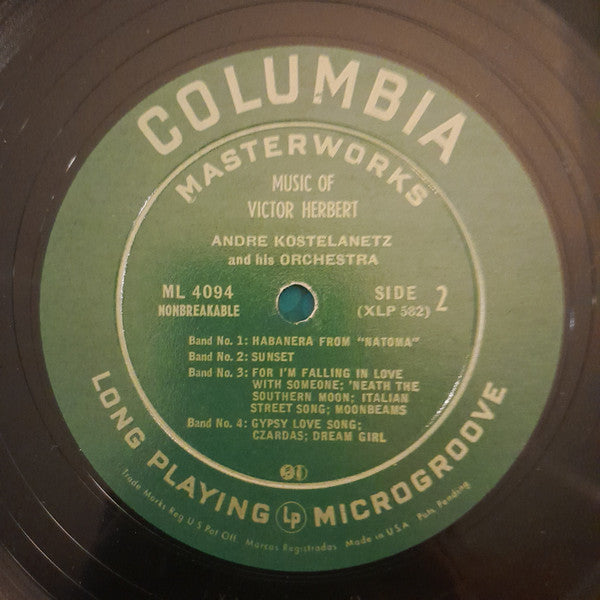 COLUMBIA
MASTERWORKS
MUSIC OF
VICTOR HERBERT
ANDRE KOSTELANETZ
and his ORCHESTRA
ML 4094
NONBREAKABLE
SIDE 2
(XLP 582)
Band No. 1: HABANERA FROM "NATOMA"
Band No. 2: SUNSET
Band No. 3: FOR I'M FALLING IN LOVE
WITH SOMEONE; 'NEATH THE
SOUTHERN MOON; ITALIAN
STREET SONG; MOONBEAMS
Band No. 4: GYPSY LOVE SONG;
CZARDAS; DREAM GIRL
LONG PLAYING Lp MICROGROOVE
Trade Marks Reg U S Pat Off. Marcas Registradas Made in U S A Pats. Pending